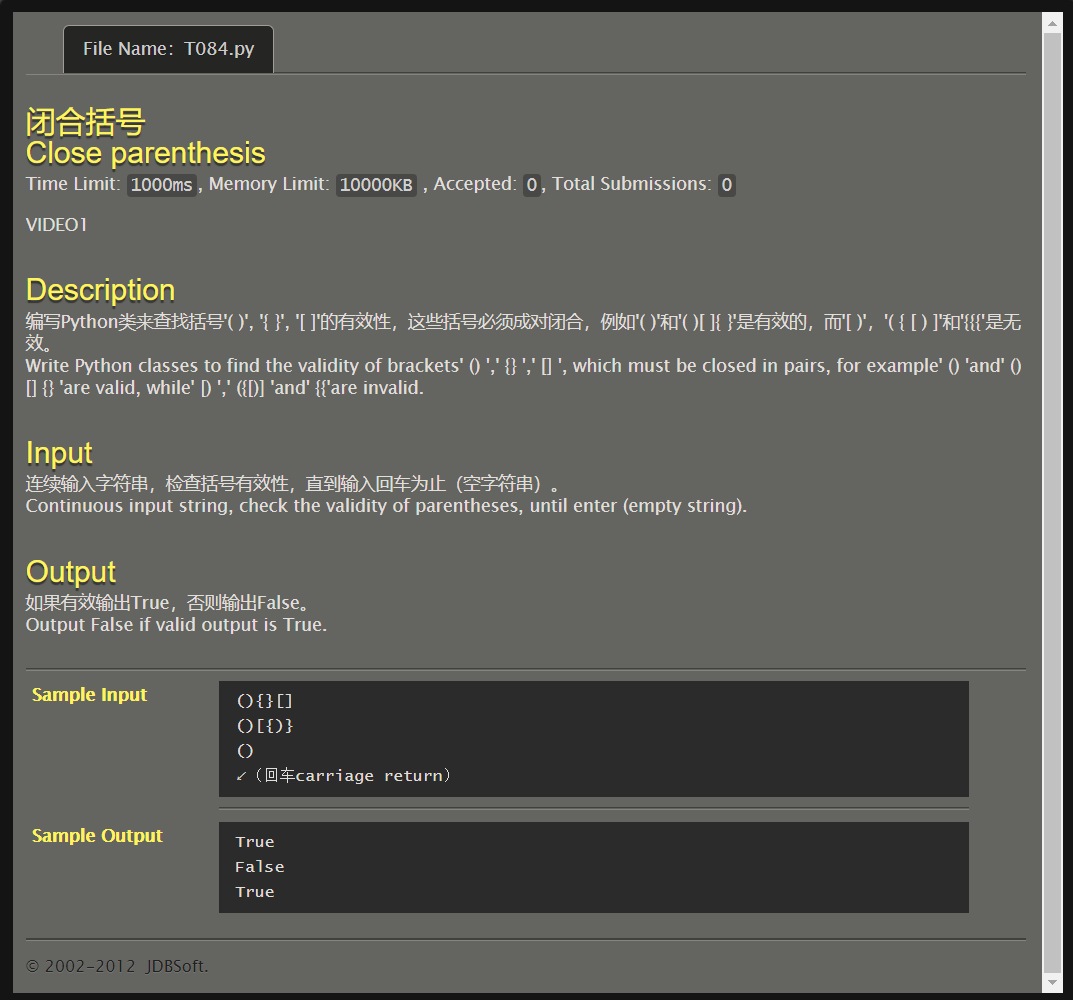 File Name：T084.py
闭合括号
Close parenthesis
Time Limit: 1000ms, Memory Limit: 10000KB , Accepted: 0, Total Submissions: 0
VIDEO1
Description
编写Python类来查找括号'( )', '{ }', '[ ]'的有效性，这些括号必须成对闭合，例如'( )'和'( )[ ]{ }'是有效的，而'[ )'，'( { [ ) ]'和'{{{'是无
效。
Write Python classes to find the validity of brackets' () ',' {} ',' [] ', which must be closed in pairs, for example' () 'and' ()
[] {} 'are valid, while' [) ',' ({[)] 'and' {{'are invalid.
Input
连续输入字符串，检查括号有效性，直到输入回车为止（空字符串）。
Continuous input string, check the validity of parentheses, until enter (empty string).
Output
如果有效输出True，否则输出False。
Output False if valid output is True.
Sample Input
(){}[]
()[{)}
()
↙（回车carriage return）
Sample Output
True
False
True
© 2002-2012 JDBSoft.